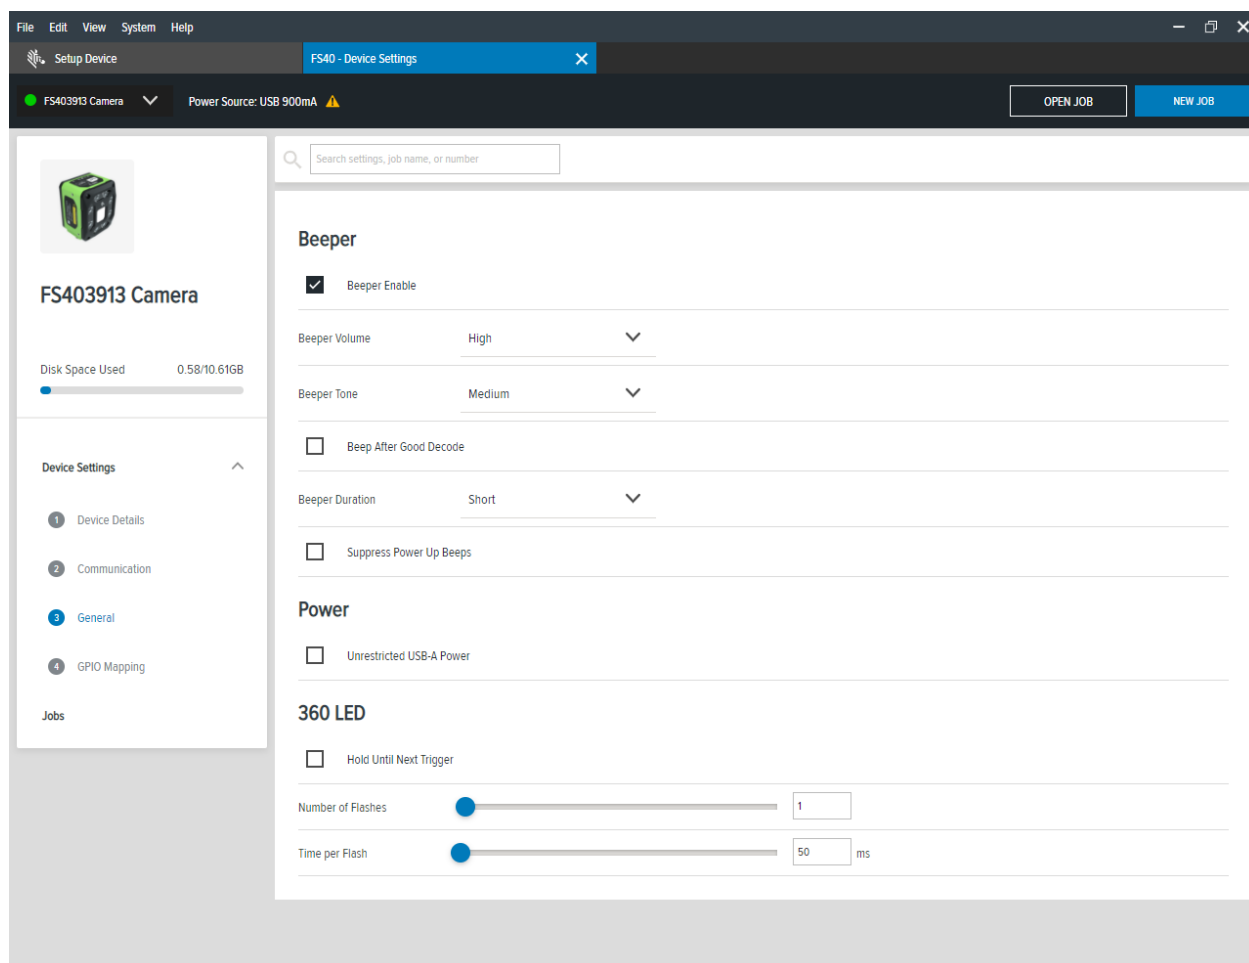 File Edit View System Help
Setup Device FS40 - Device Settings
FS403913 Camera Power Source: USB 900mA OPEN JOB NEW JOB
Search settings, job name, or number
FS403913 Camera
Disk Space Used 0.58/10.61GB
Device Settings
1 Device Details
2 Communication
3 General
4 GPIO Mapping
Jobs
Beeper
Beeper Enable
Beeper Volume High
Beeper Tone Medium
Beep After Good Decode
Beeper Duration Short
Suppress Power Up Beeps
Power
Unrestricted USB-A Power
360 LED
Hold Until Next Trigger
Number of Flashes 1
Time per Flash 50 ms